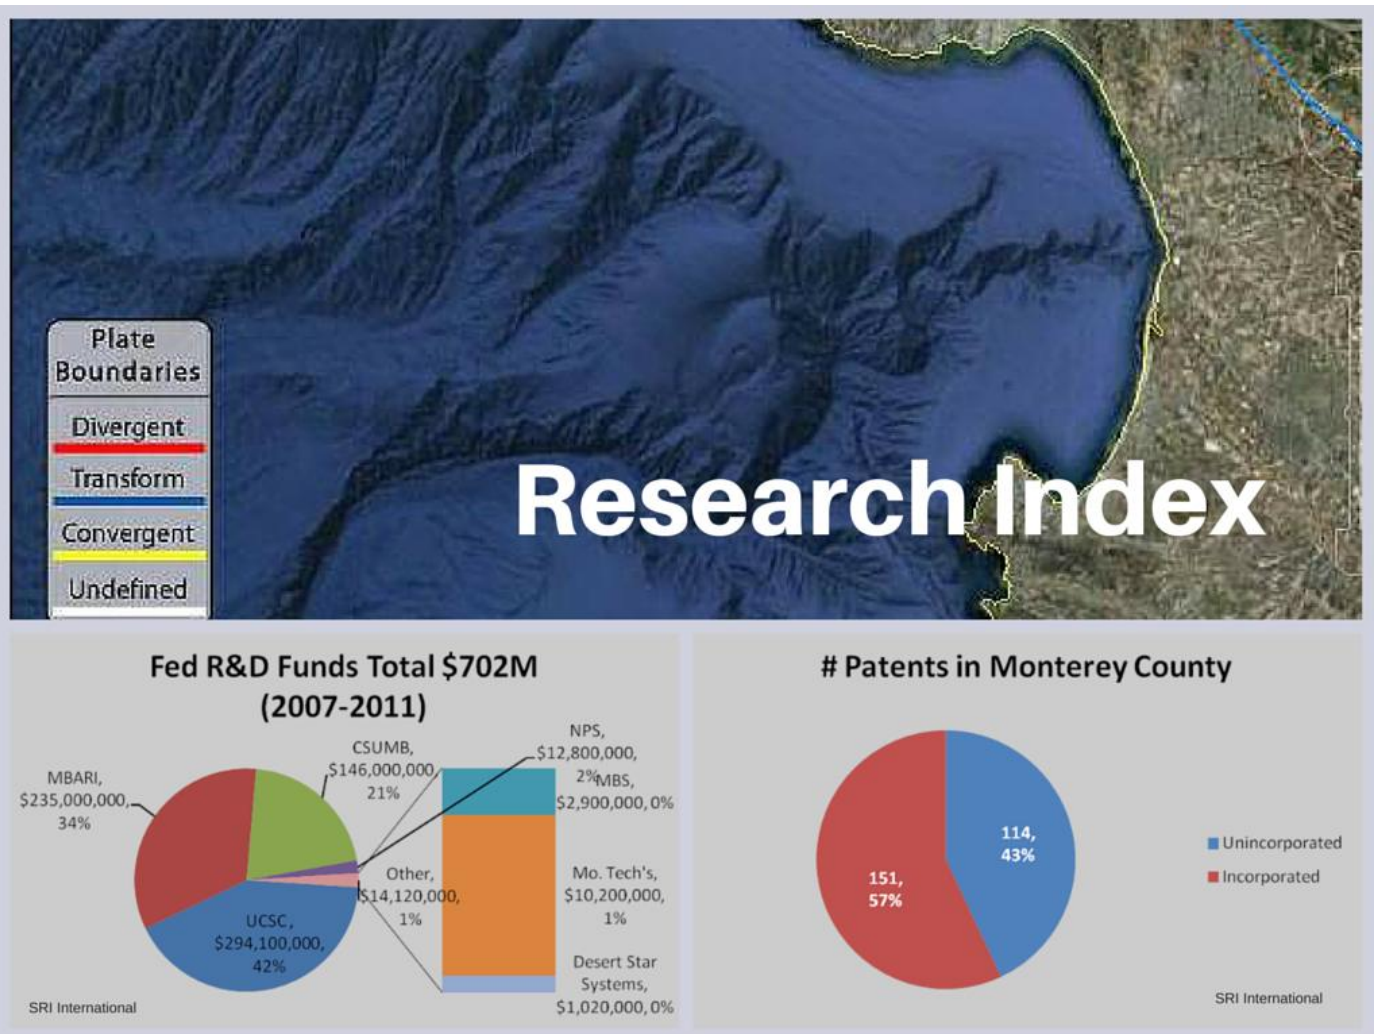 Plate
Boundaries
Divergent
Transform
Convergent
Undefined
Research Index
Fed R&D Funds Total $702M
(2007-2011)
MBARI,
$235,000,000,
34%
CSUMB,
$146,000,000,
21%
NPS,
$12,800,000,
2%
MBS,
$2,900,000, 0%
Other,
$14,120,000,
1%
Mo. Tech's,
$10,200,000,
1%
UCSC,
$294,100,000,
42%
Desert Star
Systems,
$1,020,000, 0%
SRI International
# Patents in Monterey County
114,
43%
151,
57%
Unincorporated
Incorporated
SRI International